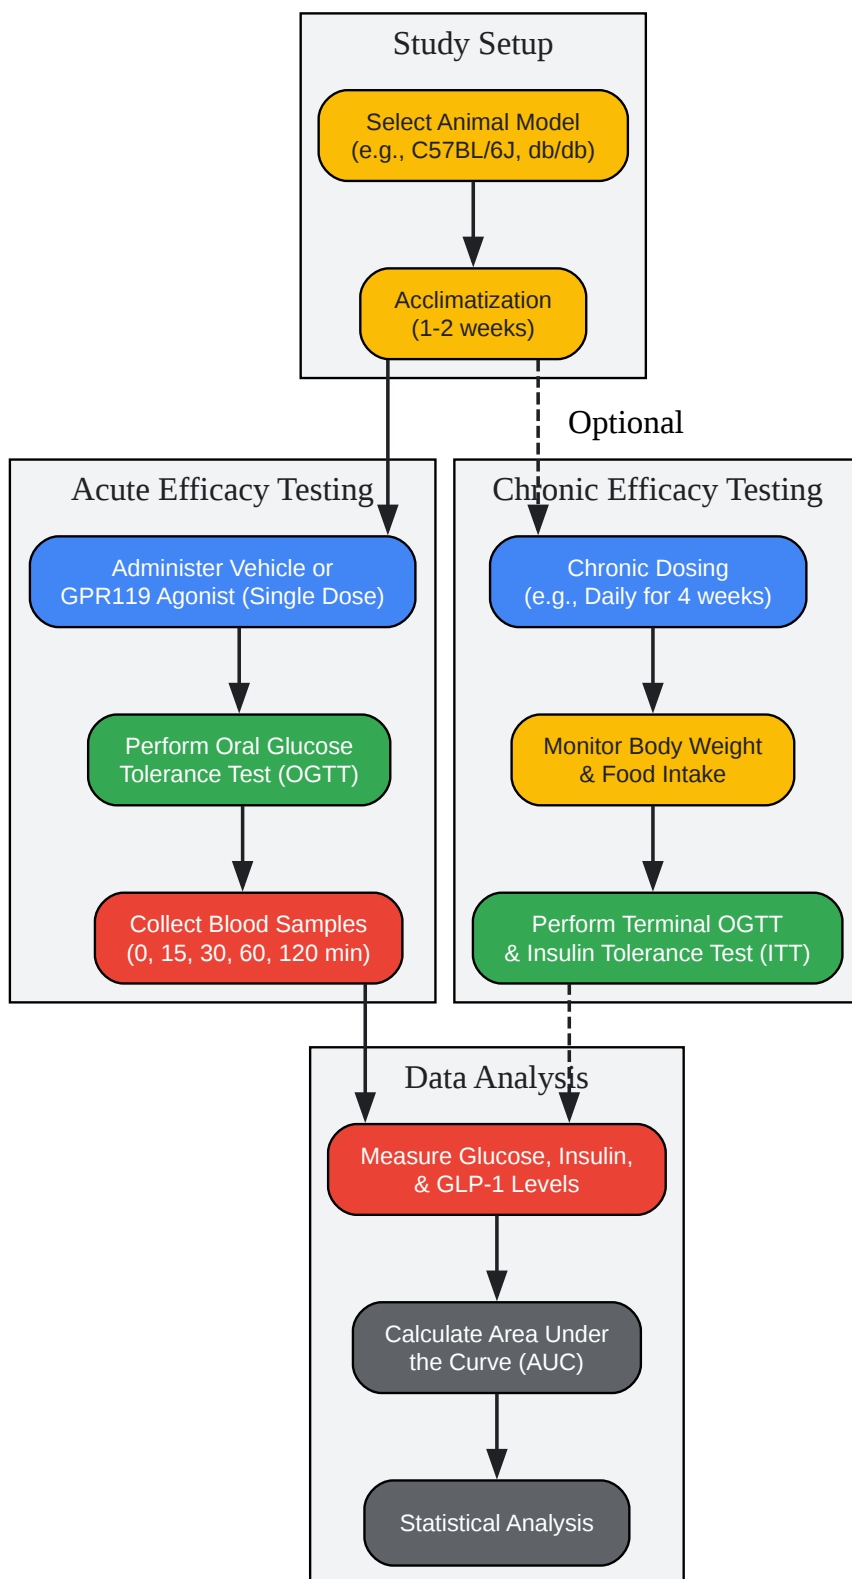 Study Setup
Select Animal Model
(e.g., C57BL/6J, db/db)
Acclimatization
(1-2 weeks)
Optional
Acute Efficacy Testing
Administer Vehicle or
GPR119 Agonist (Single Dose)
Perform Oral Glucose
Tolerance Test (OGTT)
Collect Blood Samples
(0, 15, 30, 60, 120 min)
Chronic Efficacy Testing
Chronic Dosing
(e.g., Daily for 4 weeks)
Monitor Body Weight
& Food Intake
Perform Terminal OGTT
& Insulin Tolerance Test (ITT)
Data Analysis
Measure Glucose, Insulin,
& GLP-1 Levels
Calculate Area Under
the Curve (AUC)
Statistical Analysis